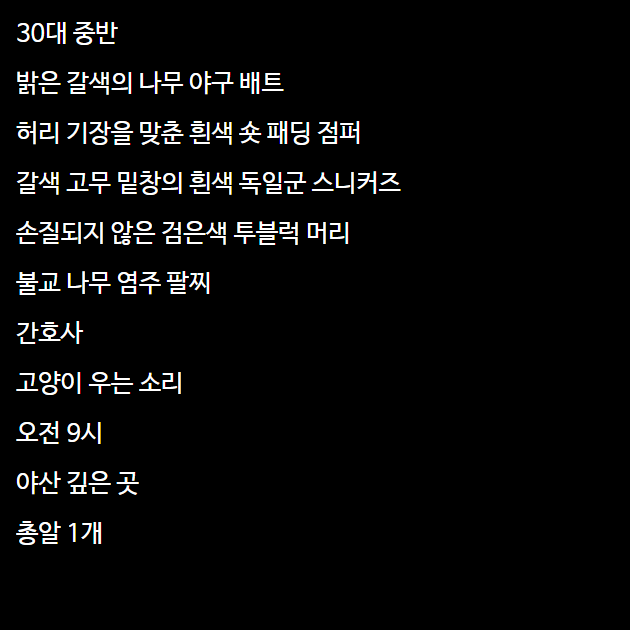 30대 중반
밝은 갈색의 나무 야구 배트
허리 기장을 맞춘 흰색 숏 패딩 점퍼
갈색 고무 밑창의 흰색 독일군 스니커즈
손질되지 않은 검은색 투블럭 머리
불교 나무 염주 팔찌
간호사
고양이 우는 소리
오전 9시
야산 깊은 곳
총알 1개